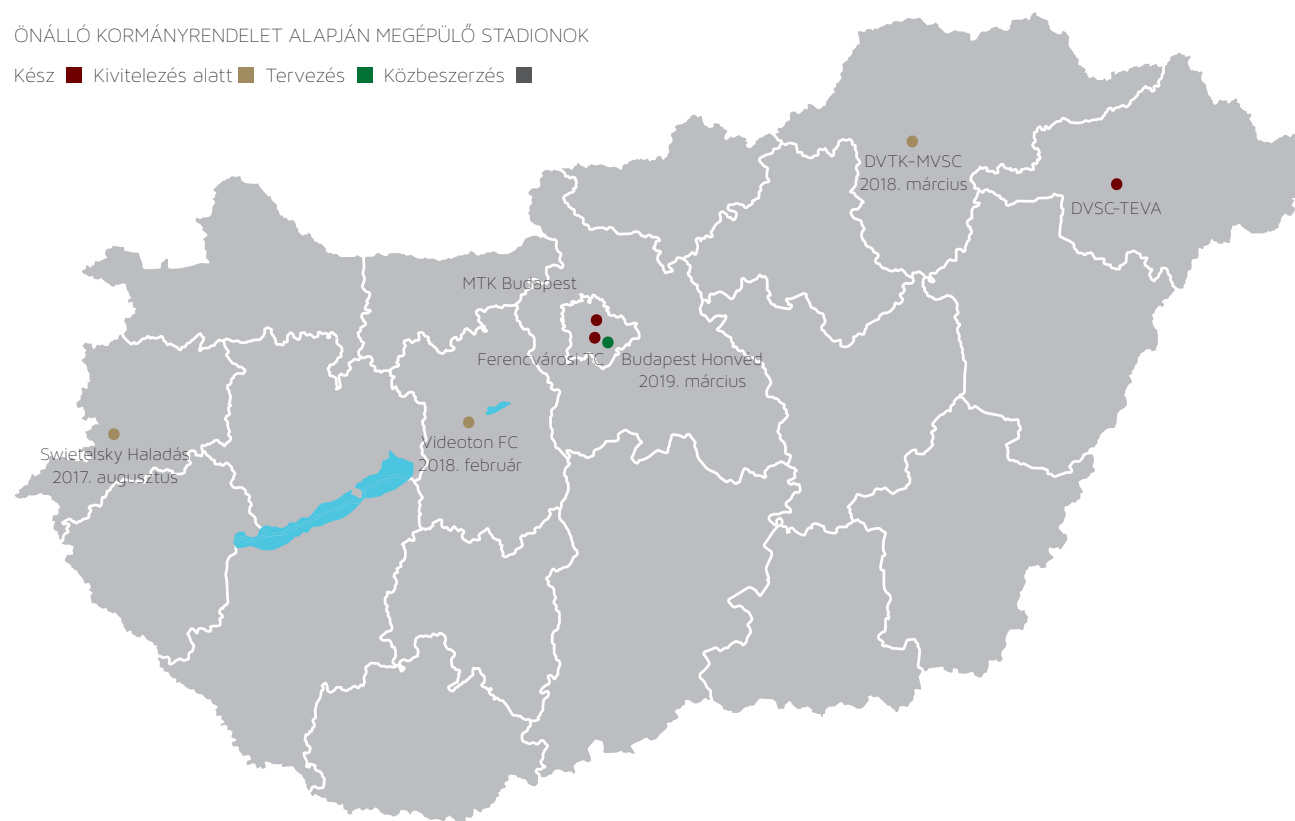 ÖNÁLLÓ KORMÁNYRENDELET ALAPJÁN MEGÉPÜLŐ STADIONOK
Kész Kivitelezés alatt Tervezés Közbeszerzés
DVTK-MVSC
2018. március
DVSC-TEVA
MTK Budapest
Ferencvárosi TC
Budapest Honvéd
2019. március
Swietelsky Haladás
2017. augusztus
Videoton FC
2018. február